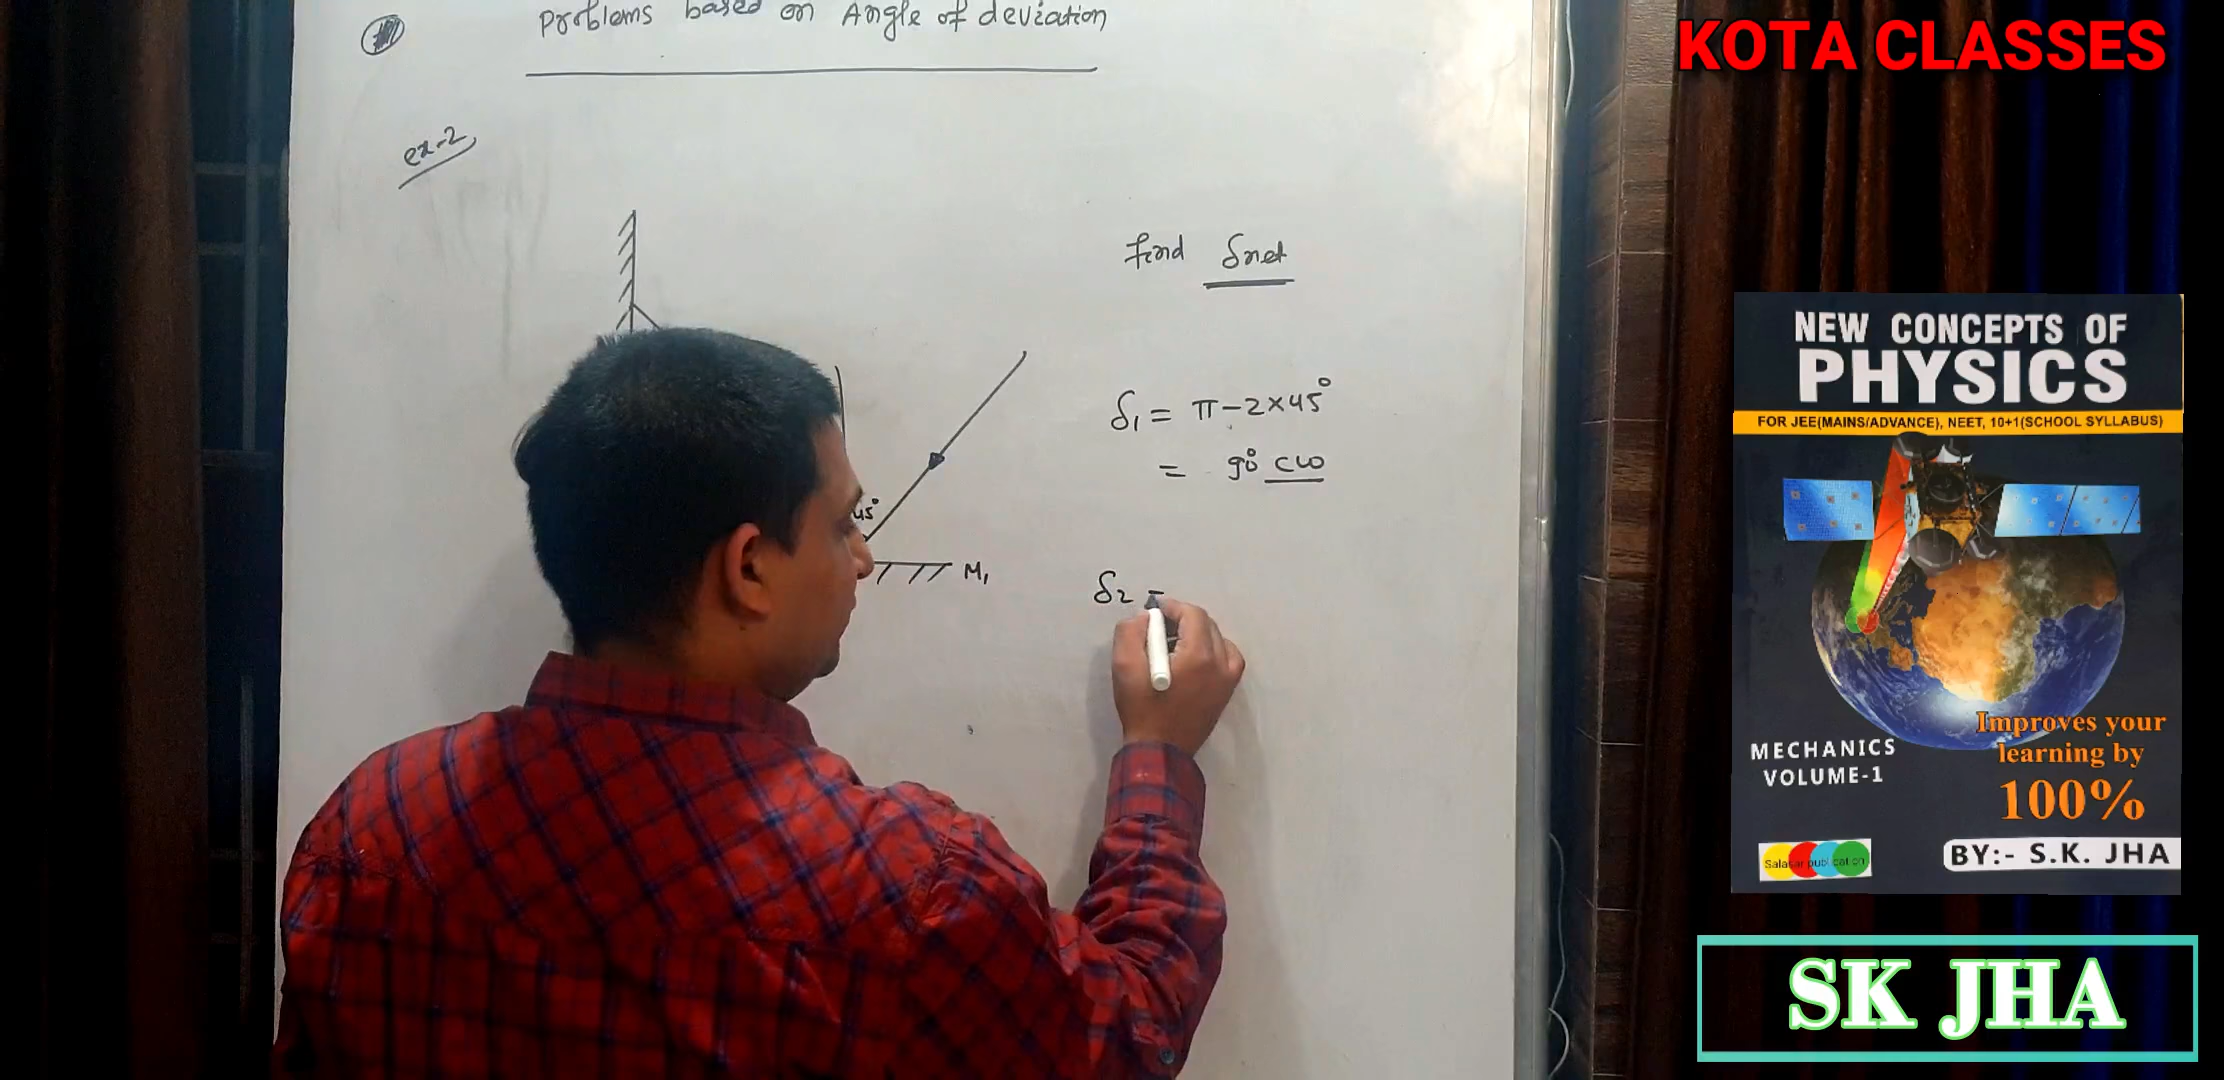 Problems based on Angle of deviation
ex-2
find δnet
45°
M₁
δ₁ = π-2×45°
= 90° CW
δ₂ =
KOTA CLASSES
NEW CONCEPTS OF
PHYSICS
FOR JEE(MAINS/ADVANCE), NEET, 10+1(SCHOOL SYLLABUS)
Improves your
learning by
100%
MECHANICS
VOLUME-1
Salasar publication
BY:- S.K. JHA
SK JHA